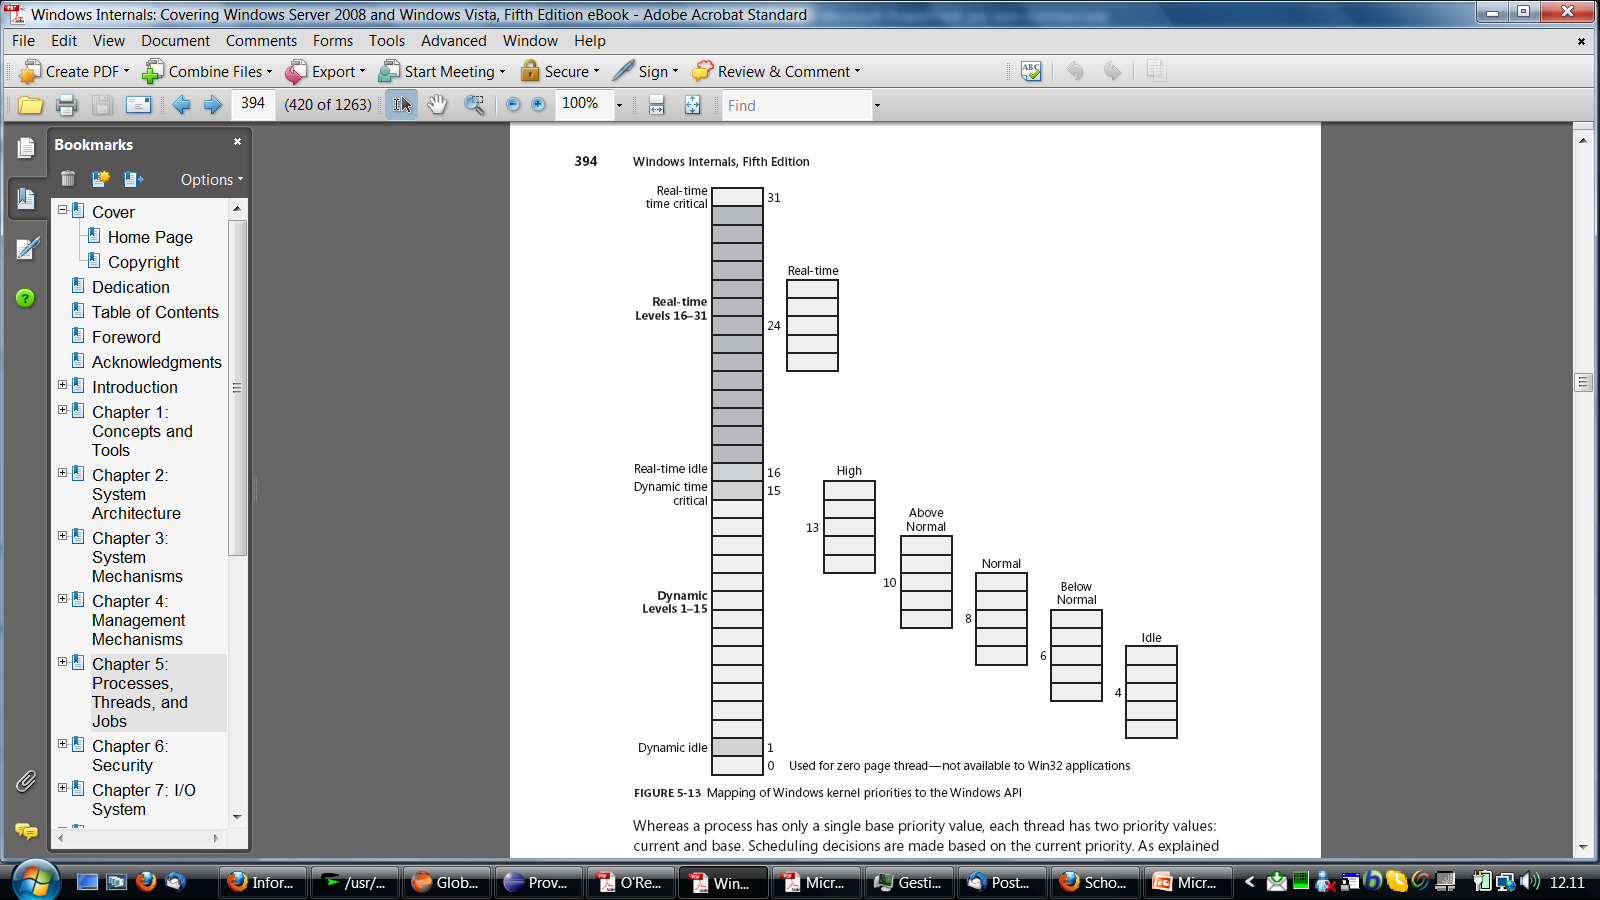 Windows Internals: Covering Windows Server 2008 and Windows Vista, Fifth Edition eBook - Adobe Acrobat Standard
File Edit View Document Comments Forms Tools Advanced Window Help
Create PDF Combine Files Export Start Meeting Secure Sign Review & Comment ABC
394 (420 of 1263) 100% Find
Bookmarks
Options
Cover
Home Page
Copyright
Dedication
Table of Contents
Foreword
Acknowledgments
Introduction
Chapter 1:
Concepts and
Tools
Chapter 2:
System
Architecture
Chapter 3:
System
Mechanisms
Chapter 4:
Management
Mechanisms
Chapter 5:
Processes,
Threads, and
Jobs
Chapter 6:
Security
Chapter 7: I/O
System
394 Windows Internals, Fifth Edition
Real-time
time critical
31
Real-time
Real-time
Levels 16–31
24
Real-time idle
16
Dynamic time
critical
15
High
13
Above
Normal
10
Normal
8
Below
Normal
6
Idle
4
Dynamic
Levels 1–15
Dynamic idle
1
0 Used for zero page thread—not available to Win32 applications
FIGURE 5-13 Mapping of Windows kernel priorities to the Windows API
Whereas a process has only a single base priority value, each thread has two priority values:
current and base. Scheduling decisions are made based on the current priority. As explained
Infor... /usr/... Glob... Prov... O'Re... Win... Micr... Gesti... Post... Scho... Micr... 12.11